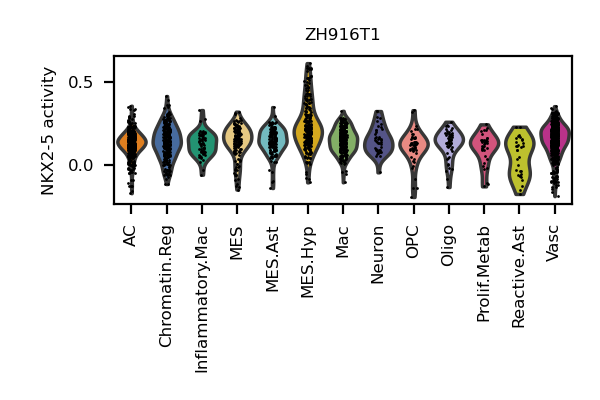 ZH916T1
NKX2-5 activity
0.5
0.0
AC
Chromatin.Reg
Inflammatory.Mac
MES
MES.Ast
MES.Hyp
Mac
Neuron
OPC
Oligo
Prolif.Metab
Reactive.Ast
Vasc